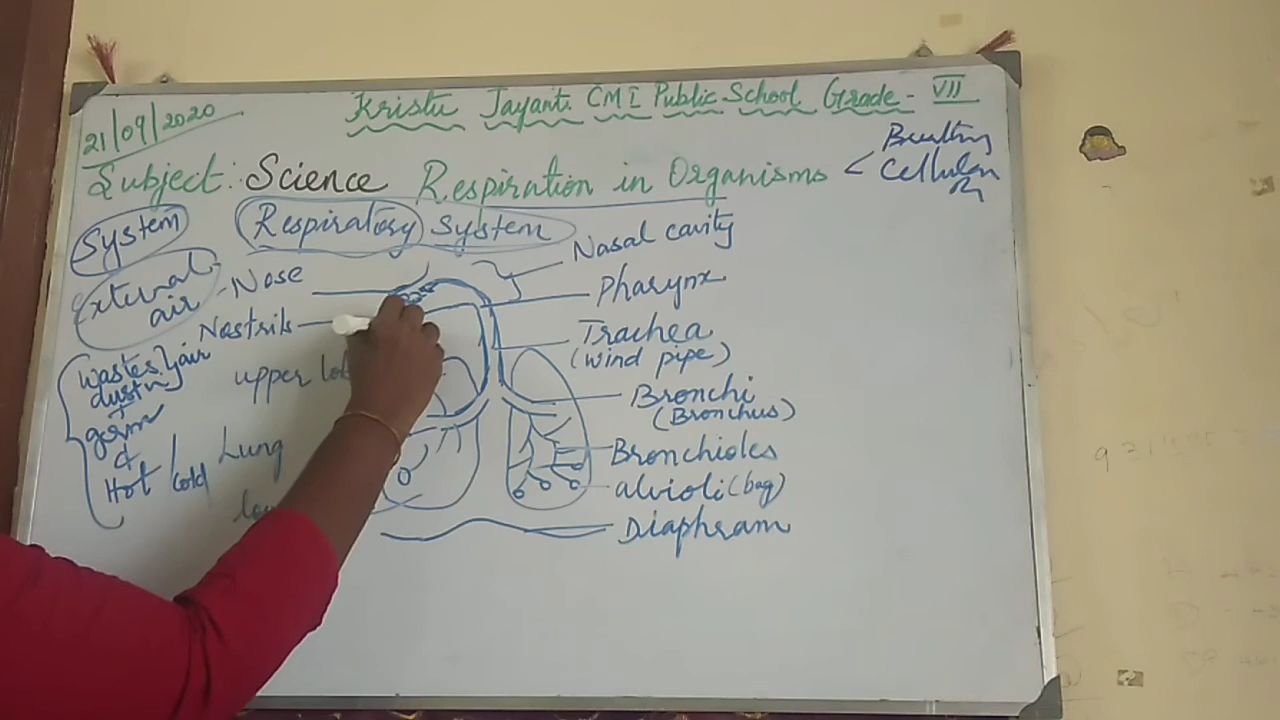 21/09/2020
Kristu Jayanti CMI Public School Grade - VII
Subject: Science
Respiration in Organisms <
Cellular
System
Respiratory System
External air
- Nose
Nostrils
upper
Lung
wastes / air
dust
+
germ
&
Hot / cold
Nasal cavity
Pharynx
Trachea
(wind pipe)
Bronchi
(Bronchus)
Bronchioles
alvioli (bag)
Diaphram